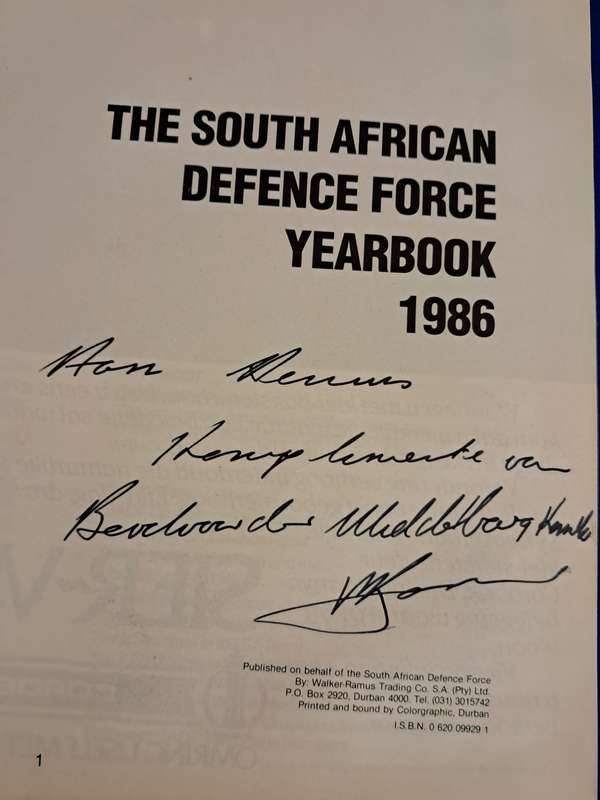 THE SOUTH AFRICAN
DEFENCE FORCE
YEARBOOK
1986
Aan Dennis
Komplimente van
Bevelvoerder Middelburg
Published on behalf of the South African Defence Force
By: Walker-Ramus Trading Co. S.A. (Pty) Ltd.
P.O. Box 2920, Durban 4000. Tel. (031) 3015742
Printed and bound by Colorgraphic, Durban
I.S.B.N. 0 620 09929 1
1